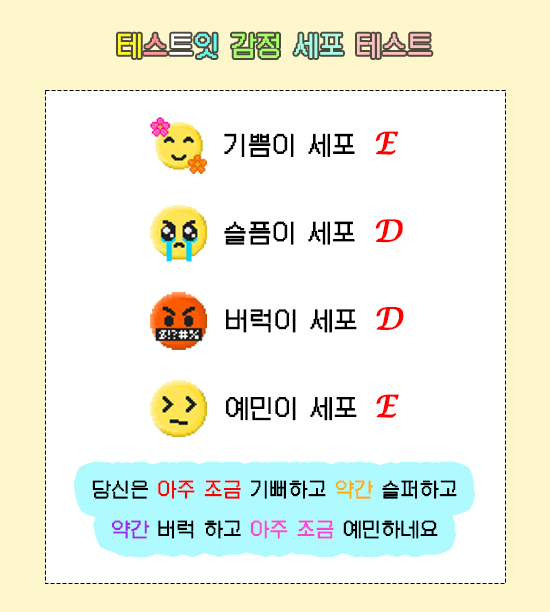 테스트잇 감정 세포 테스트
기쁨이 세포 E
슬픔이 세포 D
버럭이 세포 D
$!?#%
예민이 세포 E
당신은 아주 조금 기뻐하고 약간 슬퍼하고
약간 버럭 하고 아주 조금 예민하네요